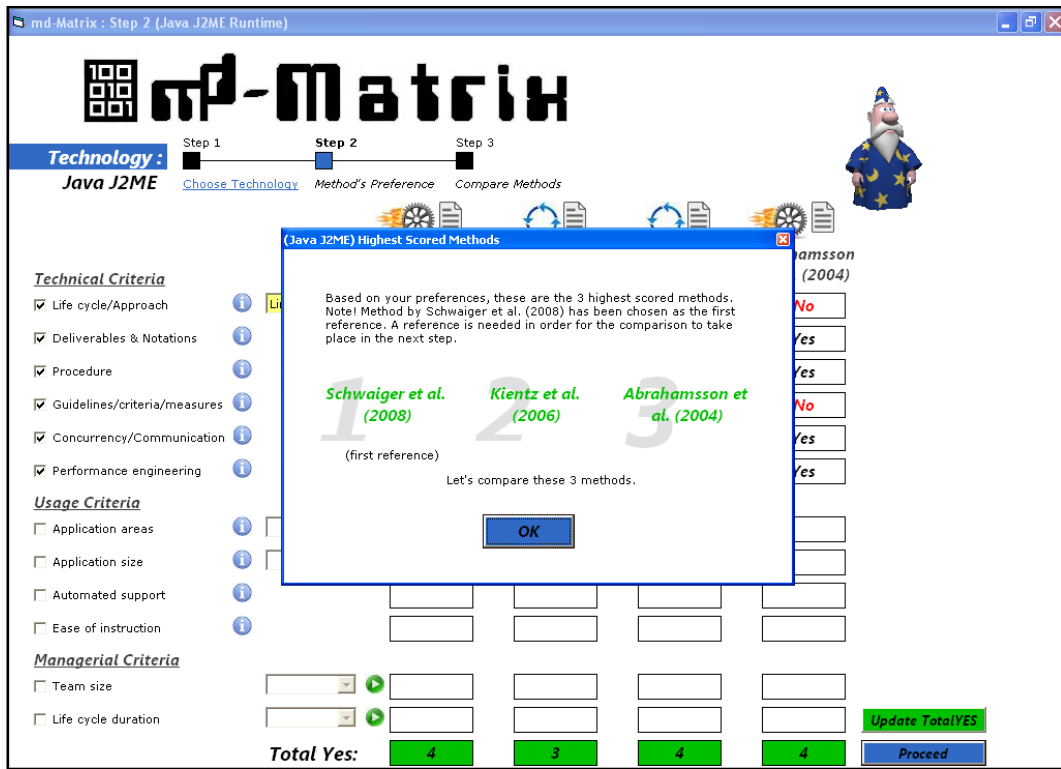 md-Matrix : Step 2 (Java J2ME Runtime)
100
010
001
md-Matrix
Technology :
Java J2ME
Step 1
Step 2
Step 3
Choose Technology
Method's Preference
Compare Methods
(Java J2ME) Highest Scored Methods
Based on your preferences, these are the 3 highest scored methods.
Note! Method by Schwaiger et al. (2008) has been chosen as the first
reference. A reference is needed in order for the comparison to take
place in the next step.
1
Schwaiger et al.
(2008)
(first reference)
2
Kientz et al.
(2006)
3
Abrahamsson et
al. (2004)
Let's compare these 3 methods.
OK
(2004)
Technical Criteria
Life cycle/Approach
No
Deliverables & Notations
Yes
Procedure
Yes
Guidelines/criteria/measures
No
Concurrency/Communication
Yes
Performance engineering
Yes
Usage Criteria
Application areas
Application size
Automated support
Ease of instruction
Managerial Criteria
Team size
Life cycle duration
Update TotalYES
Total Yes:
4
3
4
4
Proceed